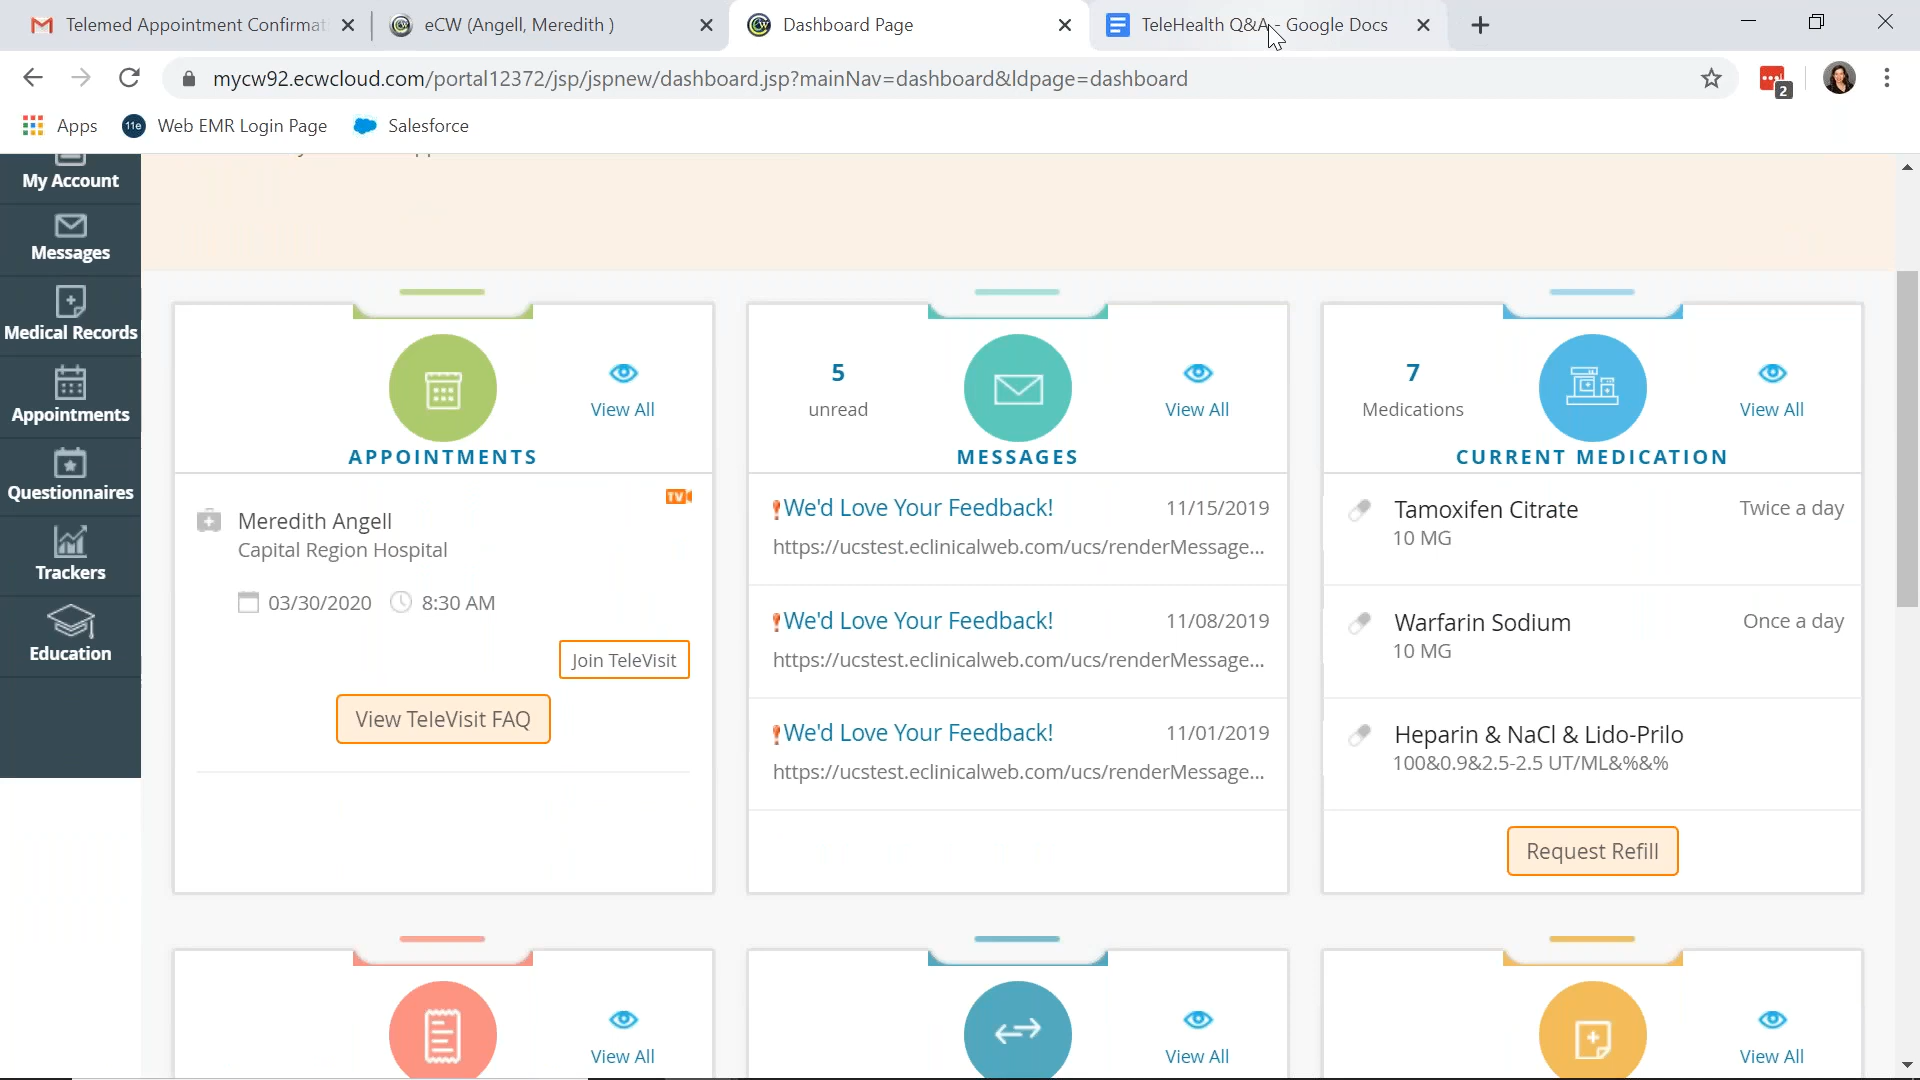 Telemed Appointment Confirmat
eCW (Angell, Meredith )
Dashboard Page
TeleHealth Q&A - Google Docs
mycw92.ecwcloud.com/portal12372/jsp/jspnew/dashboard.jsp?mainNav=dashboard&ldpage=dashboard
2
Apps
11e
Web EMR Login Page
Salesforce
My Account
Messages
Medical Records
Appointments
Questionnaires
Trackers
Education
View All
APPOINTMENTS
TV
Meredith Angell
Capital Region Hospital
03/30/2020
8:30 AM
Join TeleVisit
View TeleVisit FAQ
5
unread
View All
MESSAGES
We'd Love Your Feedback!
11/15/2019
https://ucstest.eclinicalweb.com/ucs/renderMessage...
We'd Love Your Feedback!
11/08/2019
https://ucstest.eclinicalweb.com/ucs/renderMessage...
We'd Love Your Feedback!
11/01/2019
https://ucstest.eclinicalweb.com/ucs/renderMessage...
7
Medications
View All
CURRENT MEDICATION
Tamoxifen Citrate
Twice a day
10 MG
Warfarin Sodium
Once a day
10 MG
Heparin & NaCl & Lido-Prilo
100&0.9&2.5-2.5 UT/ML&%&%
Request Refill
View All
View All
View All